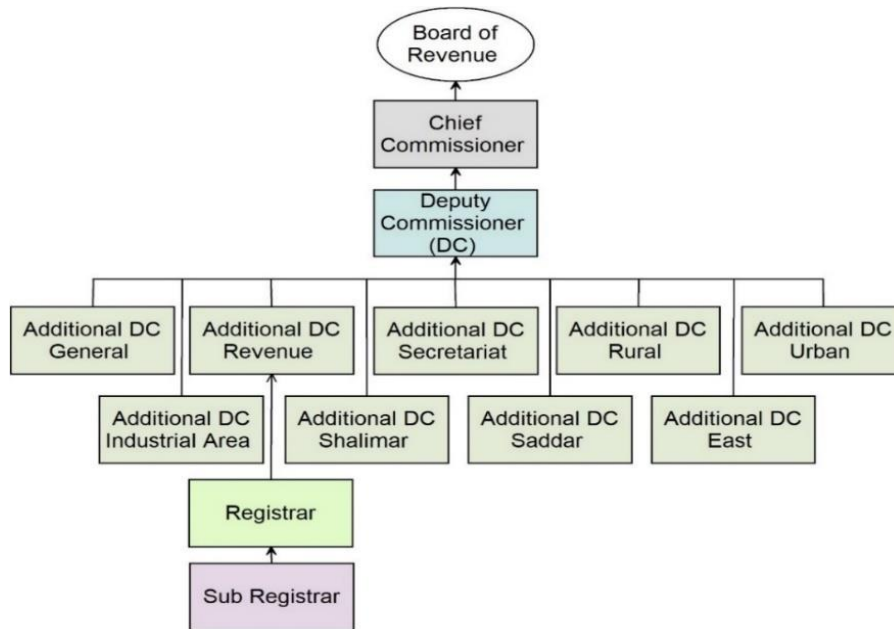 Board of
Revenue
Chief
Commissioner
Deputy
Commissioner
(DC)
Additional DC
General
Additional DC
Revenue
Additional DC
Secretariat
Additional DC
Rural
Additional DC
Urban
Additional DC
Industrial Area
Additional DC
Shalimar
Additional DC
Saddar
Additional DC
East
Registrar
Sub Registrar